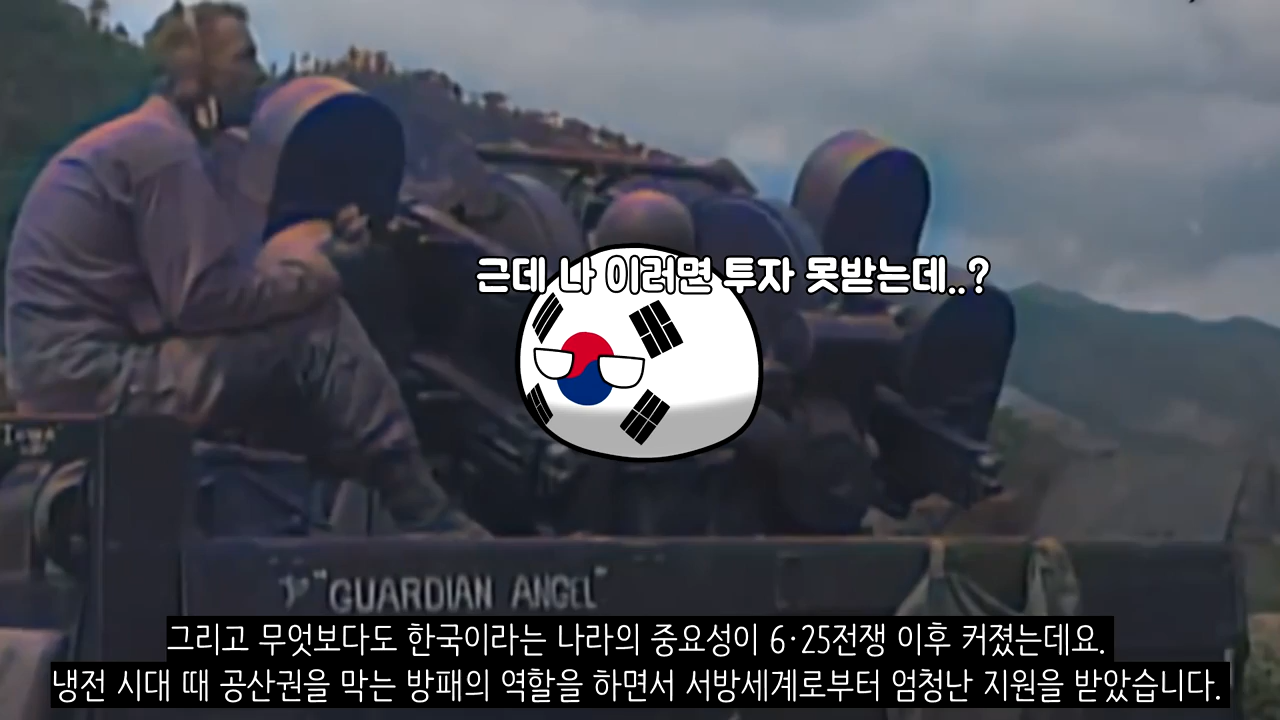 근데 나 이러면 투자 못받는데..?
"GUARDIAN ANGEL"
그리고 무엇보다도 한국이라는 나라의 중요성이 6·25전쟁 이후 커졌는데요.
냉전 시대 때 공산권을 막는 방패의 역할을 하면서 서방세계로부터 엄청난 지원을 받았습니다.